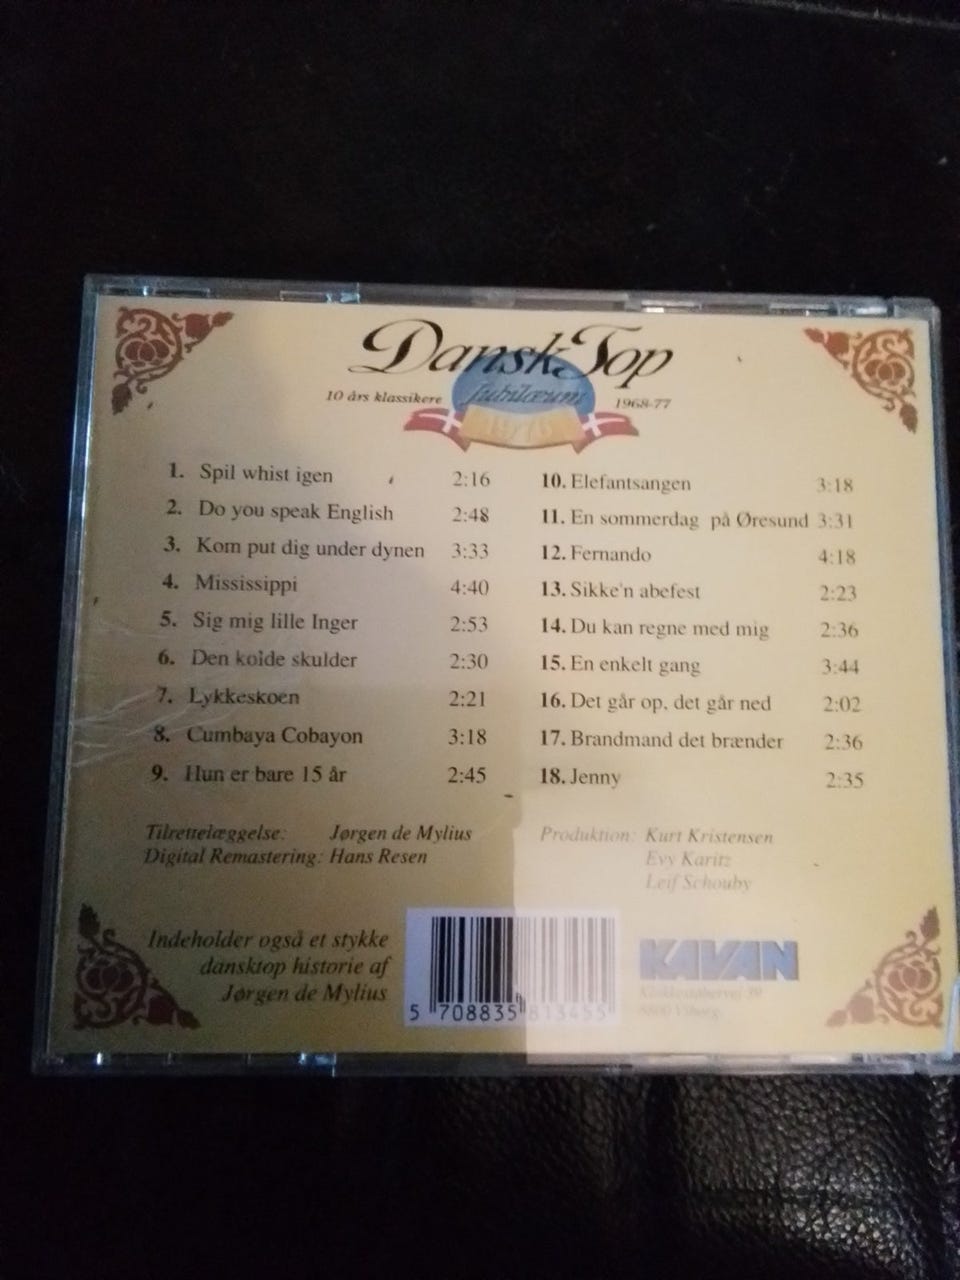 Dansk Top
Jubilæum
10 års klassikere 1968-77
1. Spil whist igen 2:16
2. Do you speak English 2:48
3. Kom put dig under dynen 3:33
4. Mississippi 4:40
5. Sig mig lille Inger 2:53
6. Den kolde skulder 2:30
7. Lykkeskoen 2:21
8. Cumbaya Cobayon 3:18
9. Hun er bare 15 år 2:45
10. Elefantsangen 3:18
11. En sommerdag på Øresund 3:31
12. Fernando 4:18
13. Sikke'n abefest 2:23
14. Du kan regne med mig 2:36
15. En enkelt gang 3:44
16. Det går op, det går ned 2:02
17. Brandmand det brænder 2:36
18. Jenny 2:35
Tilrettelæggelse: Jørgen de Mylius
Digital Remastering: Hans Resen
Produktion: Kurt Kristensen
Evy Karitz
Leif Schouby
Indeholder også et stykke
dansktop historie af
Jørgen de Mylius
5 708835 813455
KAVAN
8800 Viborg